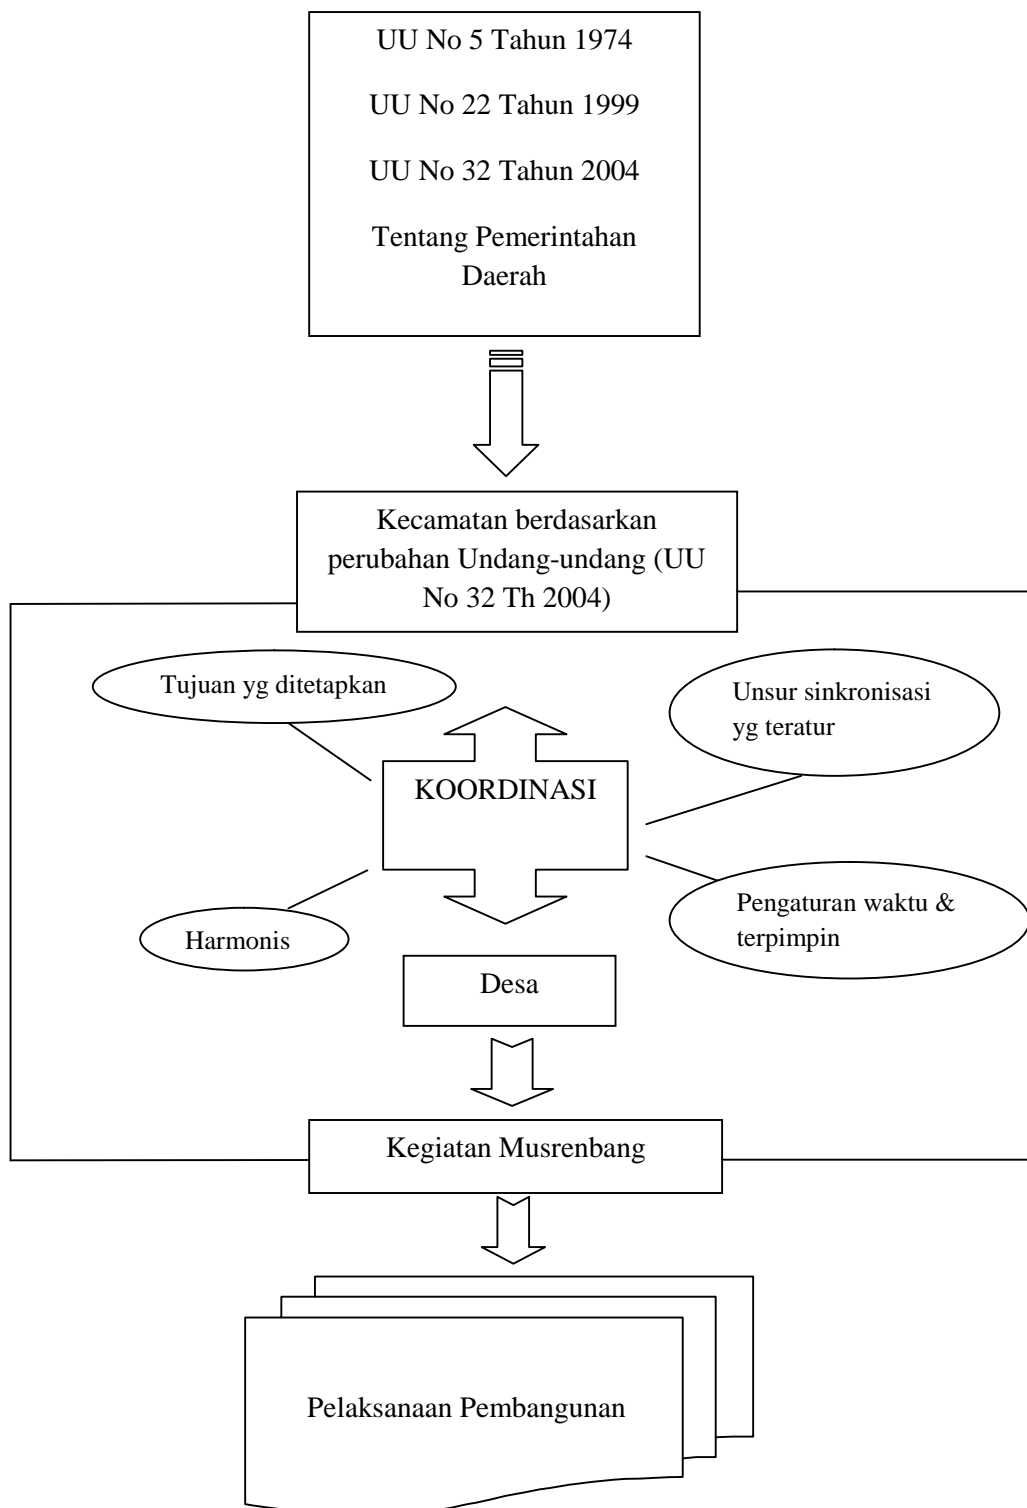 UU No 5 Tahun 1974
UU No 22 Tahun 1999
UU No 32 Tahun 2004
Tentang Pemerintahan
Daerah
Kecamatan berdasarkan
perubahan Undang-undang (UU
No 32 Th 2004)
Tujuan yg ditetapkan
Unsur sinkronisasi
yg teratur
KOORDINASI
Harmonis
Pengaturan waktu &
terpimpin
Desa
Kegiatan Musrenbang
Pelaksanaan Pembangunan